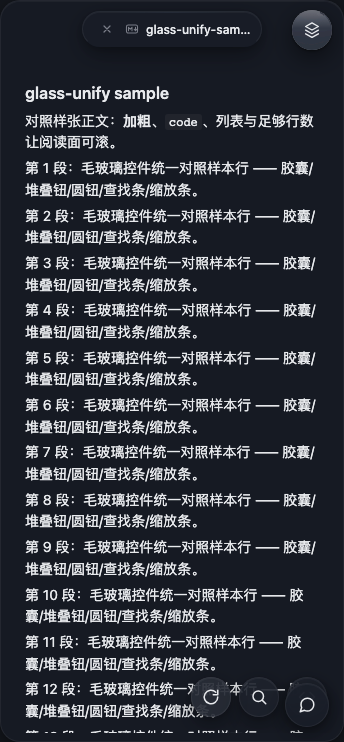 glass-unify-sam...
glass-unify sample
对照样张正文：加粗、code、列表与足够行数
让阅读面可滚。
第 1 段：毛玻璃控件统一对照样本行 —— 胶囊/
堆叠钮/圆钮/查找条/缩放条。
第 2 段：毛玻璃控件统一对照样本行 —— 胶囊/
堆叠钮/圆钮/查找条/缩放条。
第 3 段：毛玻璃控件统一对照样本行 —— 胶囊/
堆叠钮/圆钮/查找条/缩放条。
第 4 段：毛玻璃控件统一对照样本行 —— 胶囊/
堆叠钮/圆钮/查找条/缩放条。
第 5 段：毛玻璃控件统一对照样本行 —— 胶囊/
堆叠钮/圆钮/查找条/缩放条。
第 6 段：毛玻璃控件统一对照样本行 —— 胶囊/
堆叠钮/圆钮/查找条/缩放条。
第 7 段：毛玻璃控件统一对照样本行 —— 胶囊/
堆叠钮/圆钮/查找条/缩放条。
第 8 段：毛玻璃控件统一对照样本行 —— 胶囊/
堆叠钮/圆钮/查找条/缩放条。
第 9 段：毛玻璃控件统一对照样本行 —— 胶囊/
堆叠钮/圆钮/查找条/缩放条。
第 10 段：毛玻璃控件统一对照样本行 —— 胶
囊/堆叠钮/圆钮/查找条/缩放条。
第 11 段：毛玻璃控件统一对照样本行 —— 胶
囊/堆叠钮/圆钮/查找条/缩放条。
第 12 段：毛玻璃控件统一对照样本行 ——
囊/堆叠钮/圆钮/查找条/缩放条。